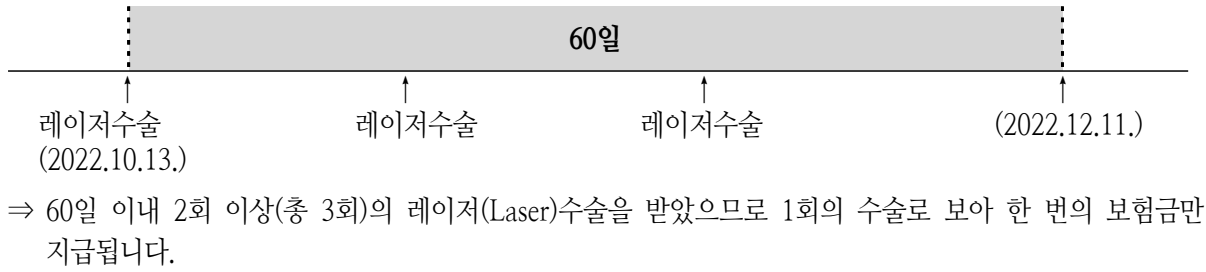 60일
레이저수술 레이저수술 레이저수술 (2022.12.11.)
(2022.10.13.)
⇒ 60일 이내 2회 이상(총 3회)의 레이저(Laser)수술을 받았으므로 1회의 수술로 보아 한 번의 보험금만
지급됩니다.